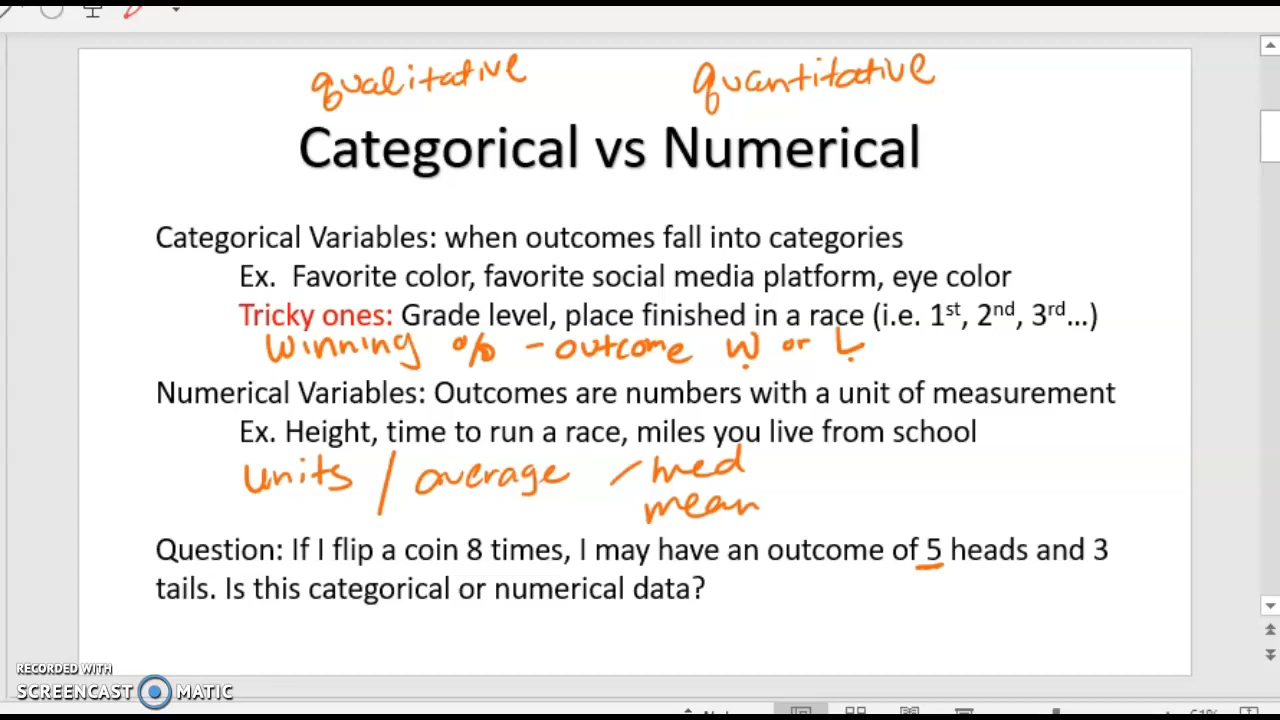 qualitative quantitative
Categorical vs Numerical
Categorical Variables: when outcomes fall into categories
Ex. Favorite color, favorite social media platform, eye color
Tricky ones: Grade level, place finished in a race (i.e. 1st, 2nd, 3rd...)
Winning % - outcome W or L
Numerical Variables: Outcomes are numbers with a unit of measurement
Ex. Height, time to run a race, miles you live from school
units / average / med
mean
Question: If I flip a coin 8 times, I may have an outcome of 5 heads and 3
tails. Is this categorical or numerical data?
RECORDED WITH
SCREENCAST MATIC